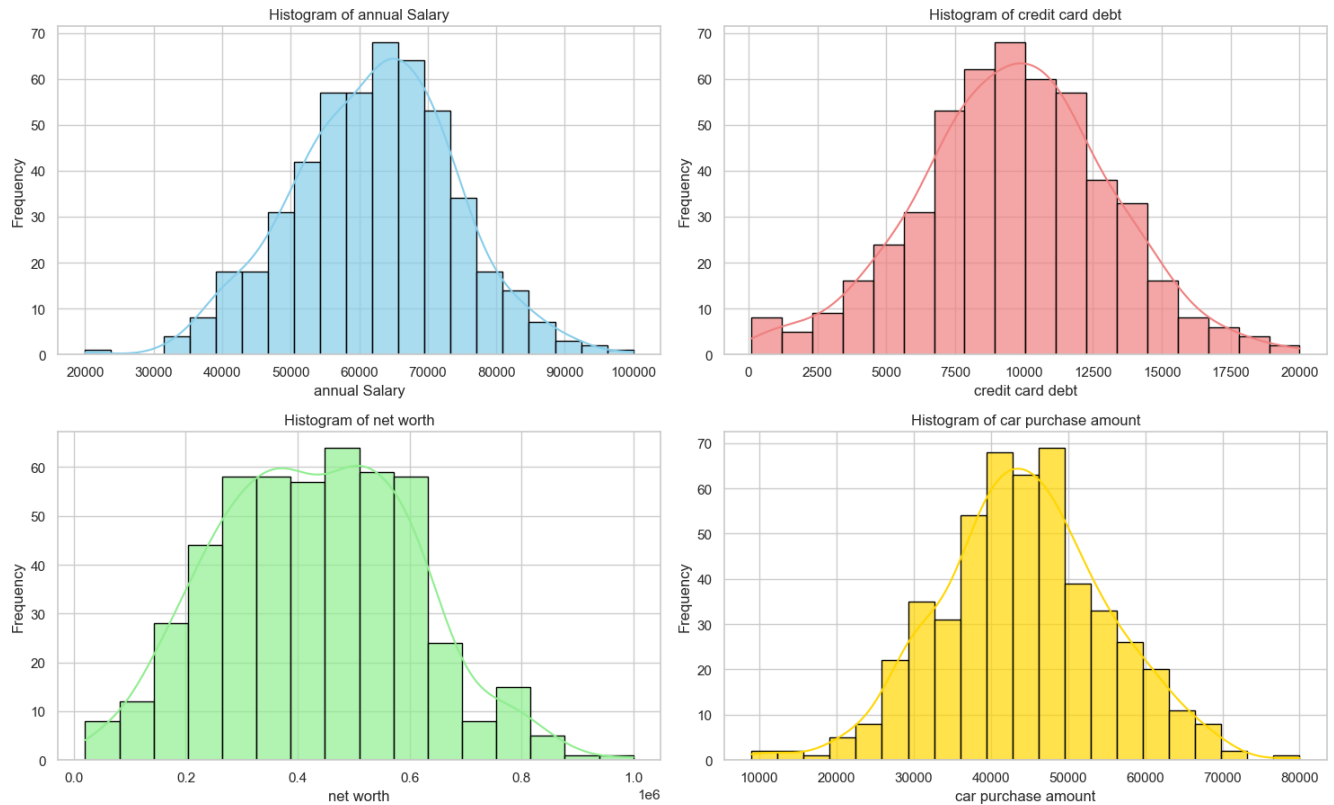 Histogram of annual Salary
70
60
50
40
30
20
10
0
Frequency
20000 30000 40000 50000 60000 70000 80000 90000 100000
annual Salary
Histogram of credit card debt
70
60
50
40
30
20
10
0
Frequency
0 2500 5000 7500 10000 12500 15000 17500 20000
credit card debt
Histogram of net worth
60
50
40
30
20
10
0
Frequency
0.0 0.2 0.4 0.6 0.8 1.0
1e6
net worth
Histogram of car purchase amount
70
60
50
40
30
20
10
0
Frequency
10000 20000 30000 40000 50000 60000 70000 80000
car purchase amount